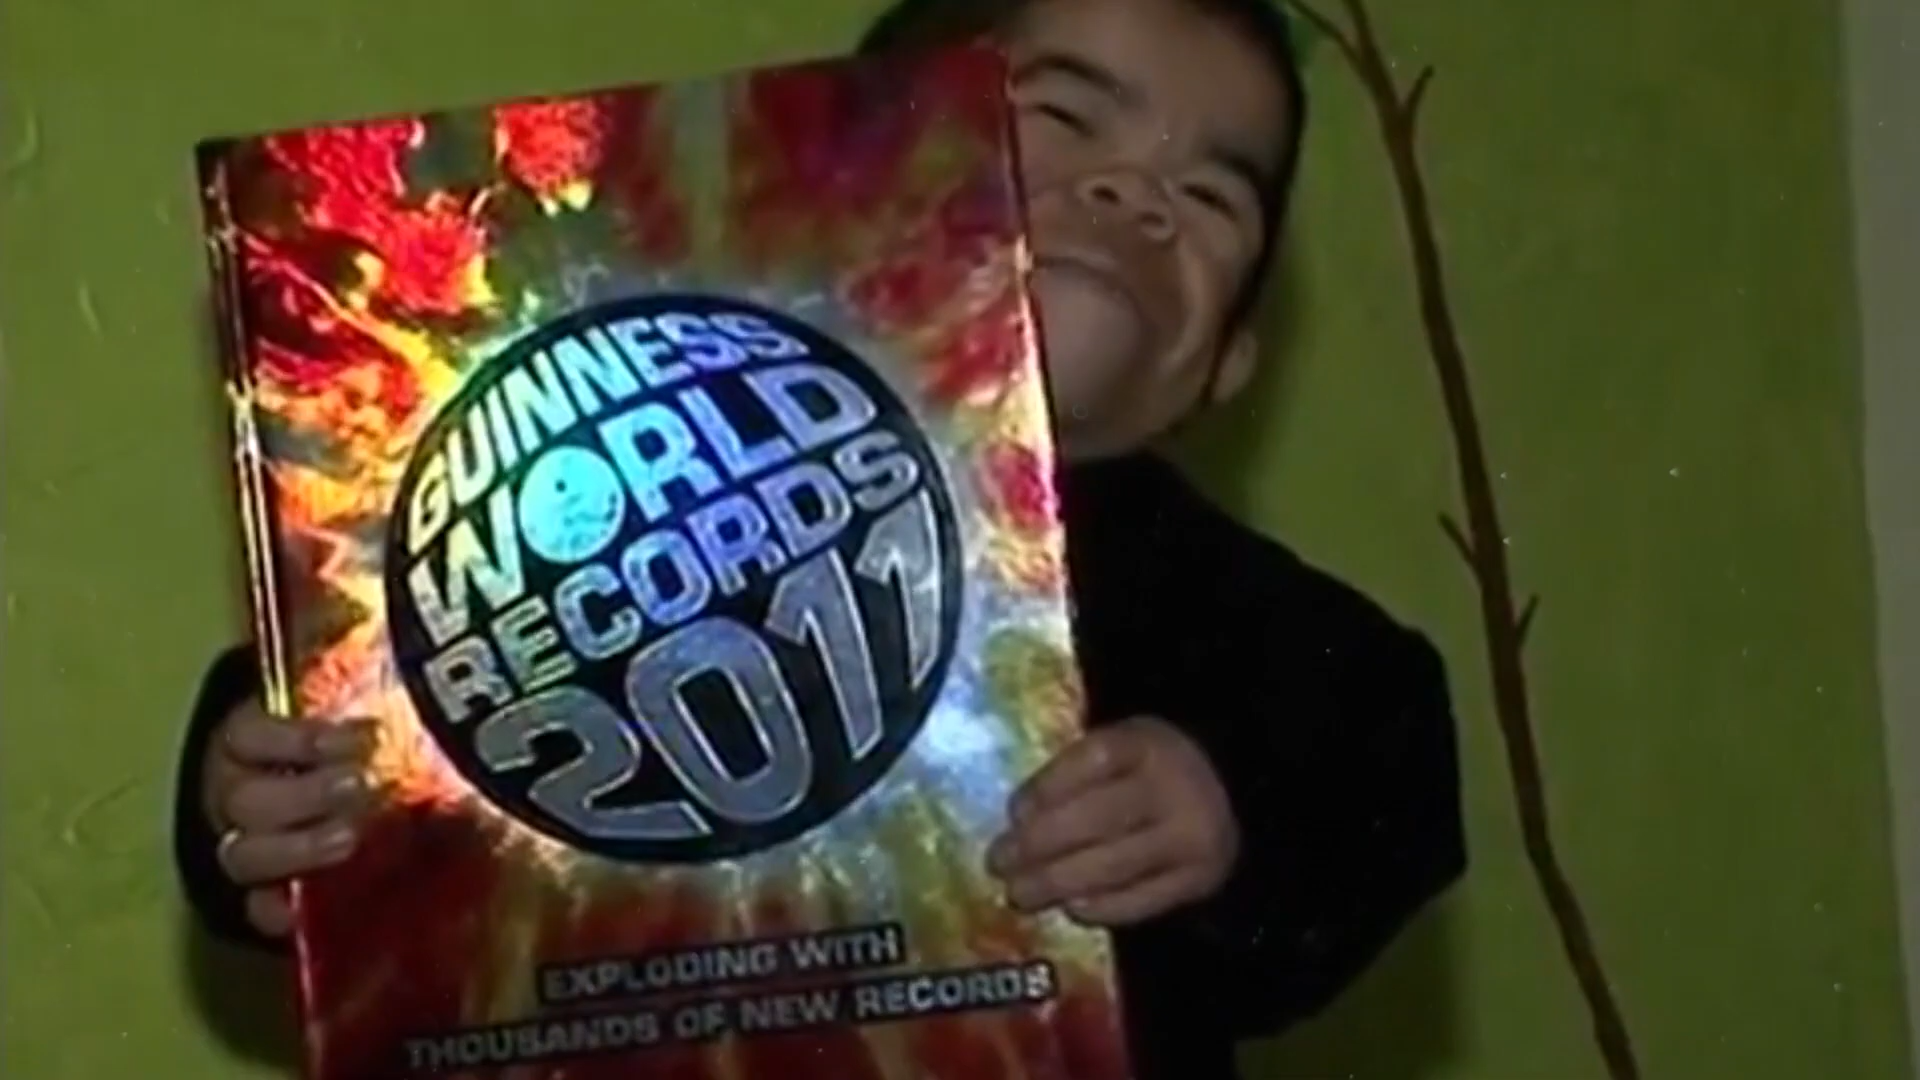 GUINNESS
WORLD
RECORDS
2011
EXPLODING WITH
THOUSANDS OF NEW RECORDS